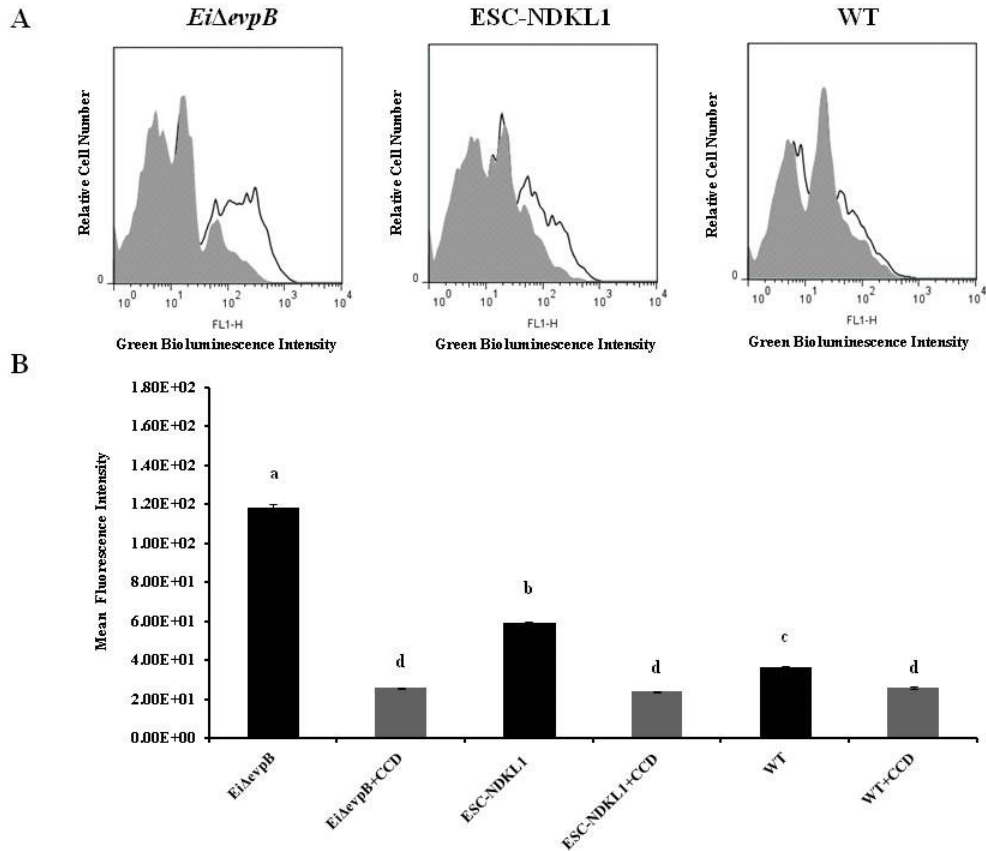 A
EiΔevpB
ESC-NDKL1
WT
Relative Cell Number
0
10^0 10^1 10^2 10^3 10^4
FL1-H
Green Bioluminescence Intensity
Relative Cell Number
0
10^0 10^1 10^2 10^3 10^4
FL1-H
Green Bioluminescence Intensity
Relative Cell Number
0
10^0 10^1 10^2 10^3 10^4
FL1-H
Green Bioluminescence Intensity
B
Mean Fluorescence Intensity
1.80E+02
1.60E+02
1.40E+02
1.20E+02
1.00E+02
8.00E+01
6.00E+01
4.00E+01
2.00E+01
0.00E+00
a
d
b
d
c
d
EiΔevpB
EiΔevpB+CCD
ESC-NDKL1
ESC-NDKL1+CCD
WT
WT+CCD